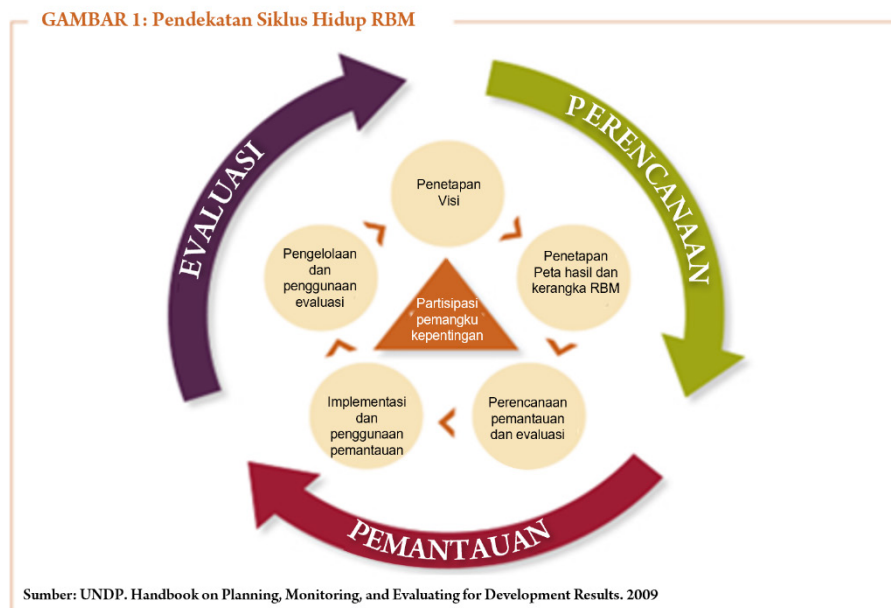 GAMBAR 1: Pendekatan Siklus Hidup RBM
EVALUASI
PERENCANAAN
Penetapan
Visi
Pengelolaan
dan
penggunaan
evaluasi
Penetapan
Peta hasil dan
kerangka RBM
Partisipasi
pemangku
kepentingan
Implementasi
dan
penggunaan
pemantauan
Perencanaan
pemantauan
dan evaluasi
PEMANTAUAN
Sumber: UNDP. Handbook on Planning, Monitoring, and Evaluating for Development Results. 2009